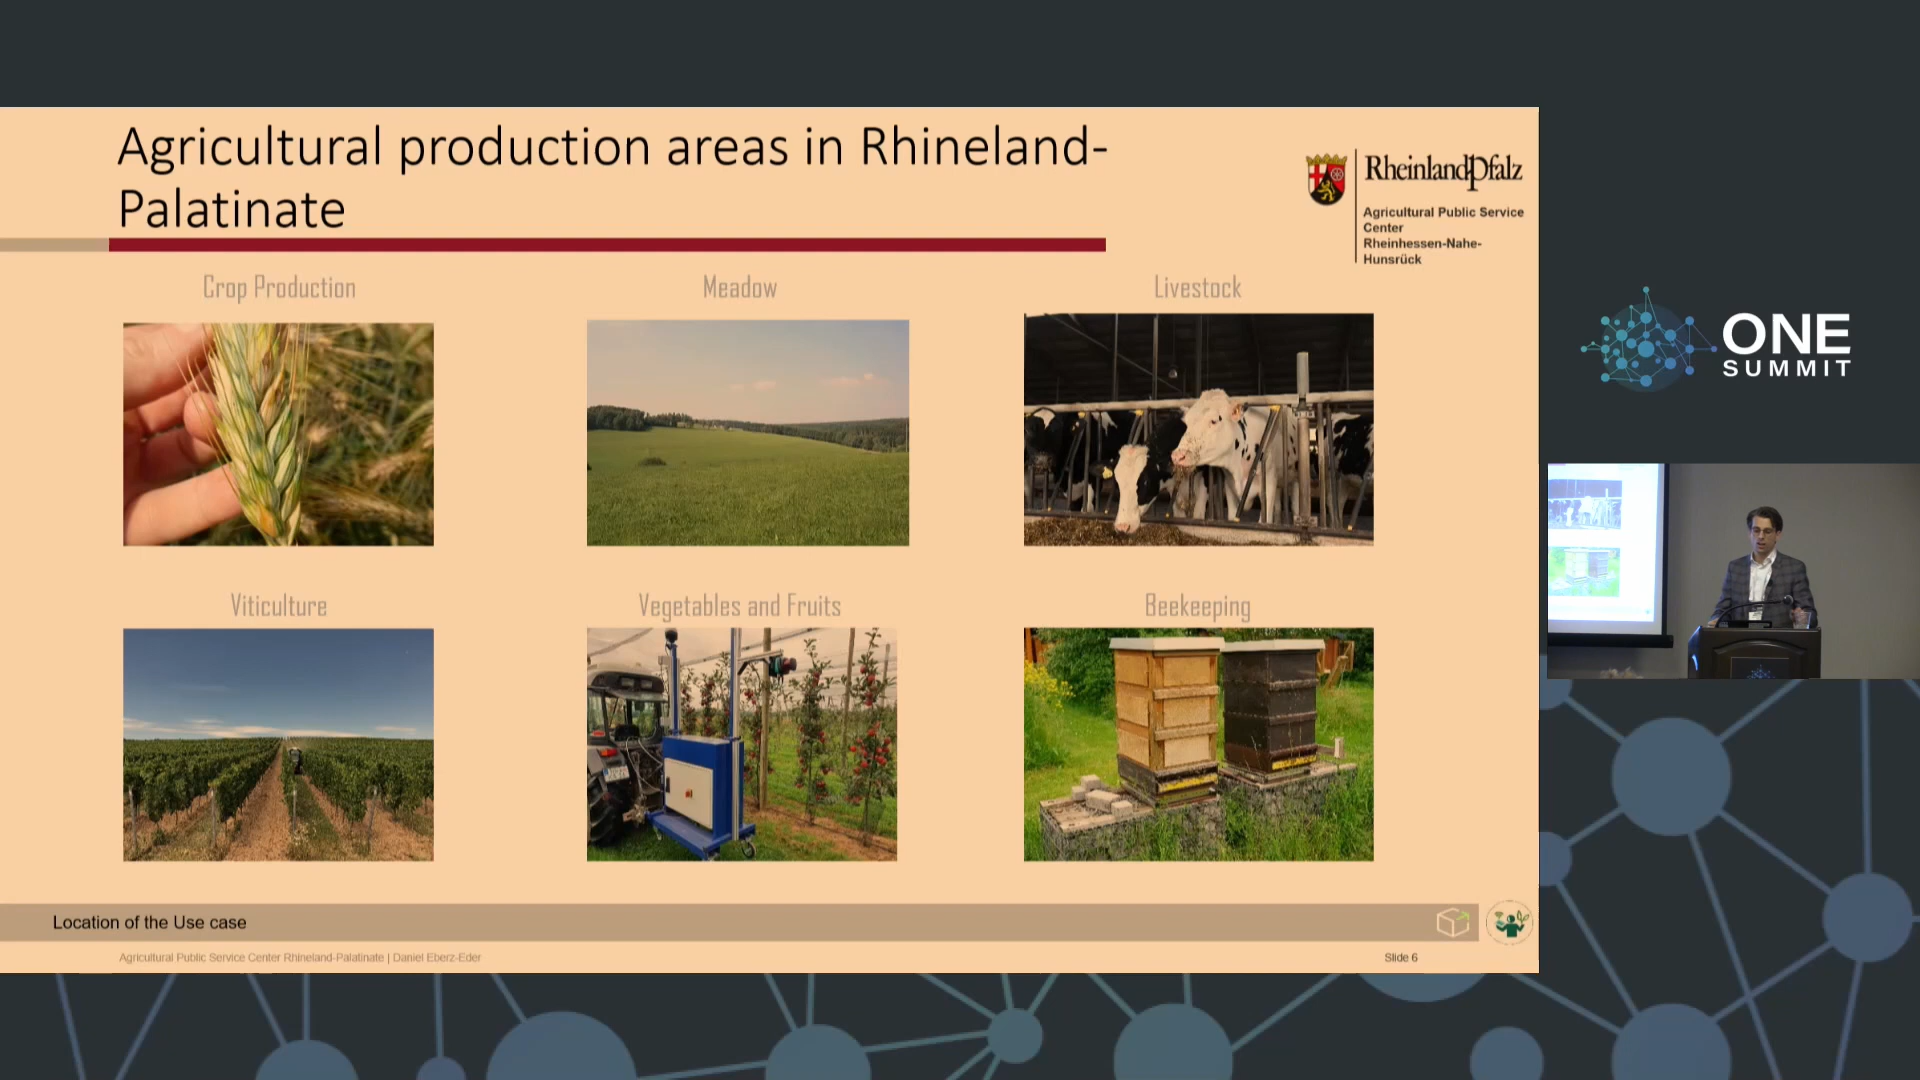 Agricultural production areas in Rhineland-
Palatinate
RheinlandPfalz
Agricultural Public Service
Center
Rheinhessen-Nahe-
Hunsrück
Crop Production
Meadow
Livestock
Viticulture
Vegetables and Fruits
Beekeeping
Location of the Use case
Agricultural Public Service Center Rhineland-Palatinate | Daniel Eberz-Eder
Slide 6
ONE
SUMMIT